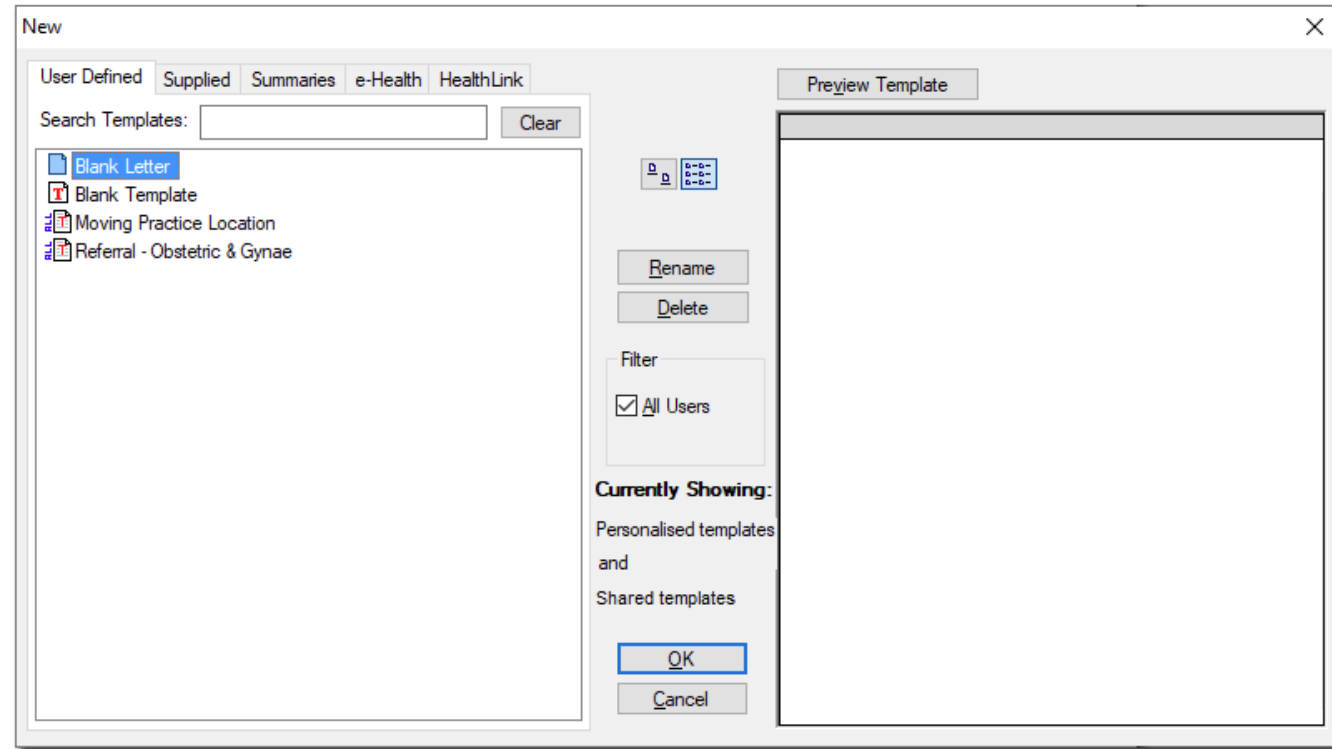 New
User Defined Supplied Summaries e-Health HealthLink
Preview Template
Search Templates: Clear
Blank Letter
Blank Template
Moving Practice Location
Referral - Obstetric & Gynae
Rename
Delete
Filter
All Users
Currently Showing:
Personalised templates
and
Shared templates
OK
Cancel